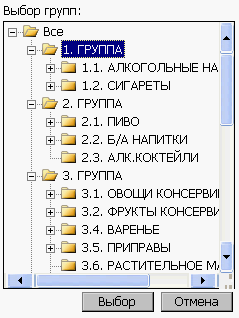 Выбор групп:
Все
1. ГРУППА
1.1. АЛКОГОЛЬНЫЕ НА
1.2. СИГАРЕТЫ
2. ГРУППА
2.1. ПИВО
2.2. Б/А НАПИТКИ
2.3. АЛК.КОКТЕЙЛИ
3. ГРУППА
3.1. ОВОЩИ КОНСЕРВИ
3.2. ФРУКТЫ КОНСЕРВИ
3.4. ВАРЕНЬЕ
3.5. ПРИПРАВЫ
3.6. РАСТИТЕЛЬНОЕ МА
Выбор Отмена